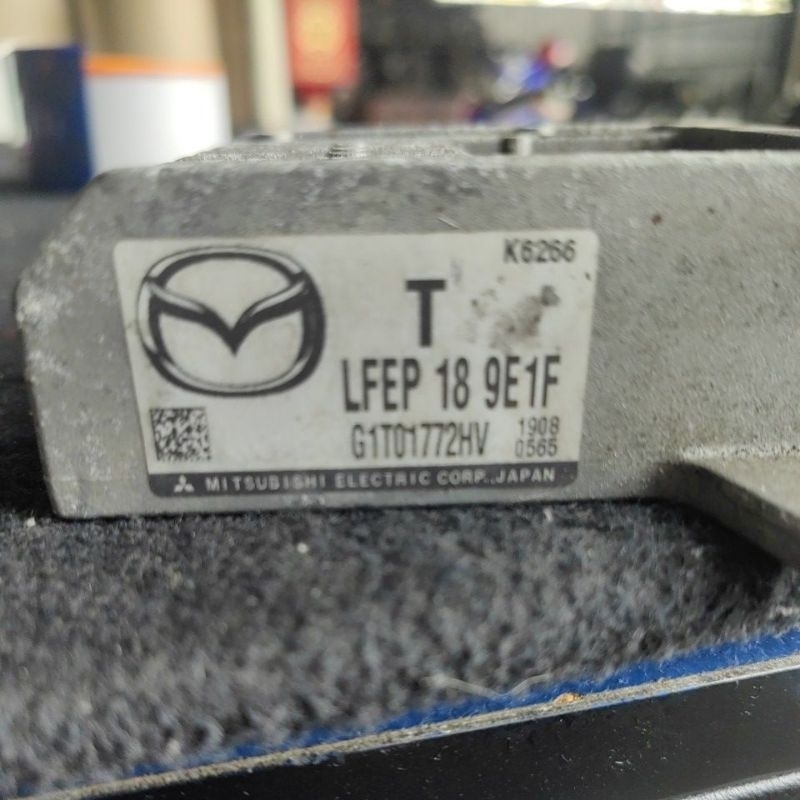 K6266
T
LFEP 18 9E1F
G1T01772HV 1908
0565
MITSUBISHI ELECTRIC CORP., JAPAN